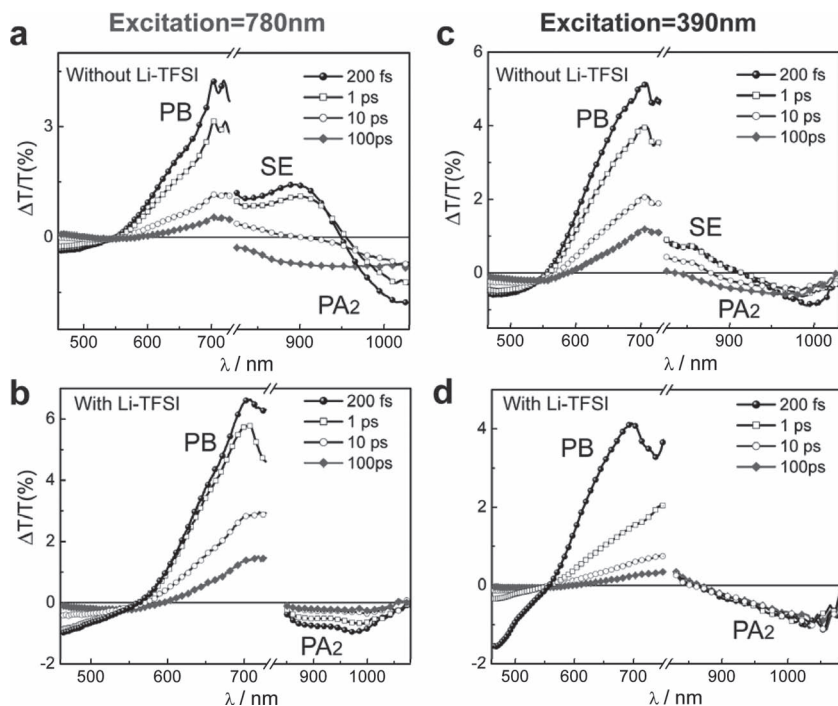 Excitation=780nm
Excitation=390nm
a
Without Li-TFSI
200 fs
1 ps
10 ps
100ps
PB
SE
PA2
ΔT/T(%)
3
0
500 600 700 900 1000
λ / nm
c
Without Li-TFSI
200 fs
1 ps
10 ps
100ps
PB
SE
PA2
ΔT/T(%)
6
4
2
0
-2
500 600 700 900 1000
λ / nm
b
With Li-TFSI
200 fs
1 ps
10 ps
100ps
PB
PA2
ΔT/T(%)
6
4
2
0
-2
500 600 700 900 1000
λ / nm
d
With Li-TFSI
200 fs
1 ps
10 ps
100ps
PB
PA2
ΔT/T(%)
4
2
0
-2
500 600 700 900 1000
λ / nm